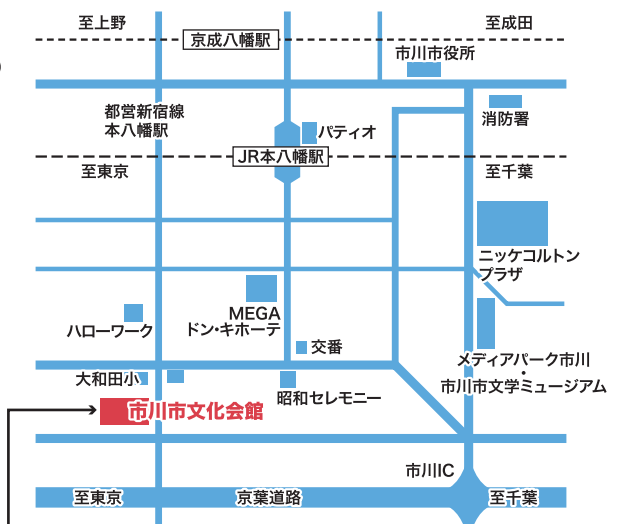 至上野
京成八幡駅
至成田
市川市役所
都営新宿線
本八幡駅
消防署
パティオ
JR本八幡駅
至東京
至千葉
ニッケコルトン
プラザ
MEGA
ドン・キホーテ
ハローワーク
交番
メディアパーク市川
・
市川市文学ミュージアム
大和田小
昭和セレモニー
市川市文化会館
市川IC
至東京
京葉道路
至千葉